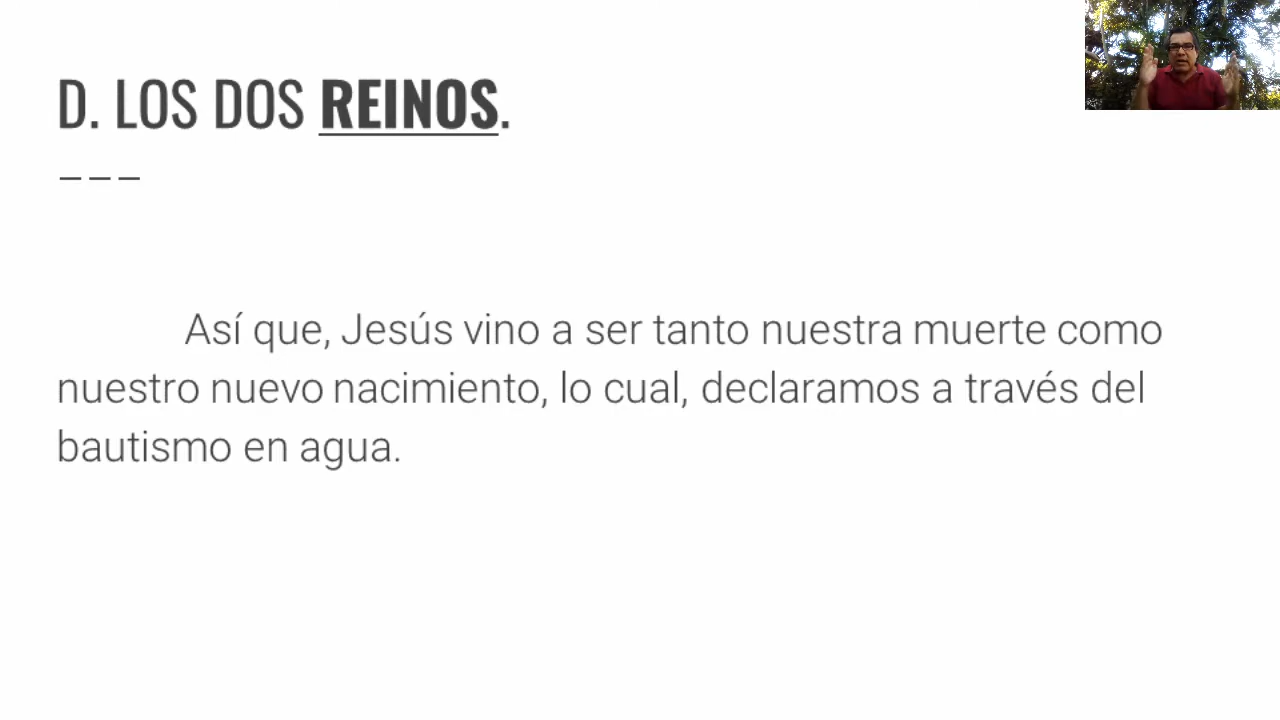 D. LOS DOS REINOS.
Así que, Jesús vino a ser tanto nuestra muerte como
nuestro nuevo nacimiento, lo cual, declaramos a través del
bautismo en agua.